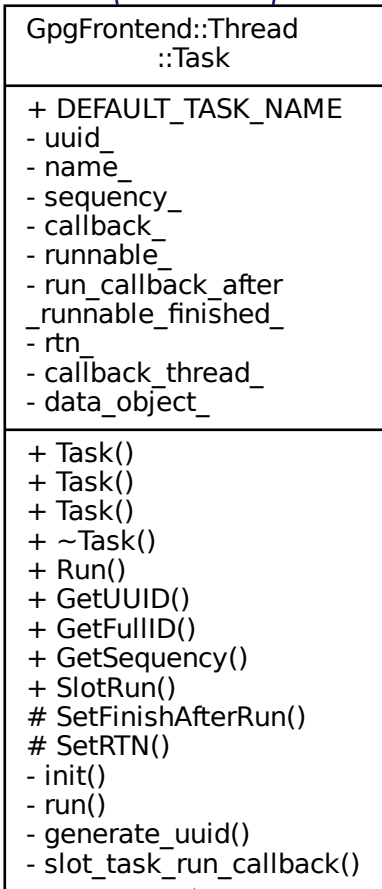 GpgFrontend::Thread
::Task
+ DEFAULT_TASK_NAME
- uuid_
- name_
- sequency_
- callback_
- runnable_
- run_callback_after
_runnable_finished_
- rtn_
- callback_thread_
- data_object_
+ Task()
+ Task()
+ Task()
+ ~Task()
+ Run()
+ GetUUID()
+ GetFullID()
+ GetSequency()
+ SlotRun()
# SetFinishAfterRun()
# SetRTN()
- init()
- run()
- generate_uuid()
- slot_task_run_callback()